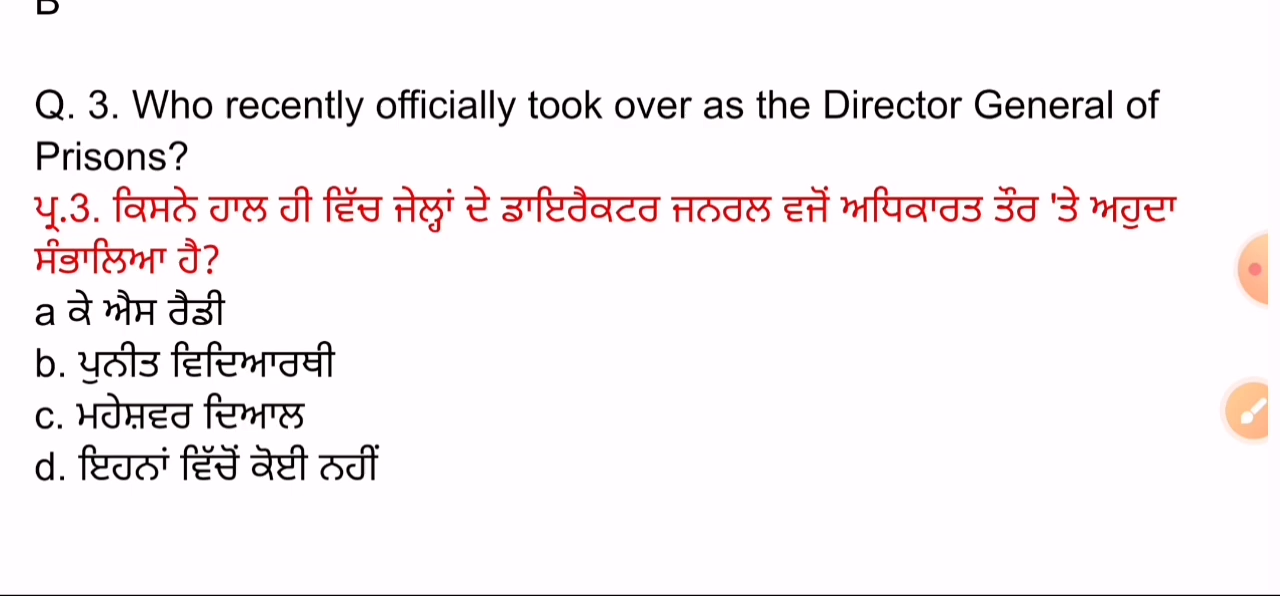 Q. 3. Who recently officially took over as the Director General of
Prisons?
ਪ੍ਰ.3. ਕਿਸਨੇ ਹਾਲ ਹੀ ਵਿੱਚ ਜੇਲ੍ਹਾਂ ਦੇ ਡਾਇਰੈਕਟਰ ਜਨਰਲ ਵਜੋਂ ਅਧਿਕਾਰਤ ਤੌਰ 'ਤੇ ਅਹੁਦਾ
ਸੰਭਾਲਿਆ ਹੈ?
a ਕੇ ਐਸ ਰੈਡੀ
b. ਪੁਨੀਤ ਵਿਦਿਆਰਥੀ
c. ਮਹੇਸ਼ਵਰ ਦਿਆਲ
d. ਇਹਨਾਂ ਵਿੱਚੋਂ ਕੋਈ ਨਹੀਂ